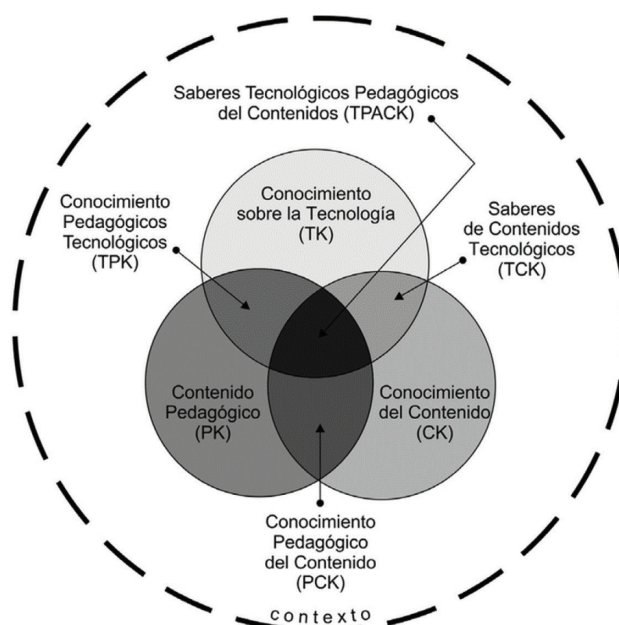 Saberes Tecnológicos Pedagógicos
del Contenidos (TPACK)
Conocimiento
Pedagógicos
Tecnológicos
(TPK)
Conocimiento
sobre la Tecnología
(TK)
Saberes
de Contenidos
Tecnológicos
(TCK)
Contenido
Pedagógico
(PK)
Conocimiento
del Contenido
(CK)
Conocimiento
Pedagógico
del Contenido
(PCK)
contexto